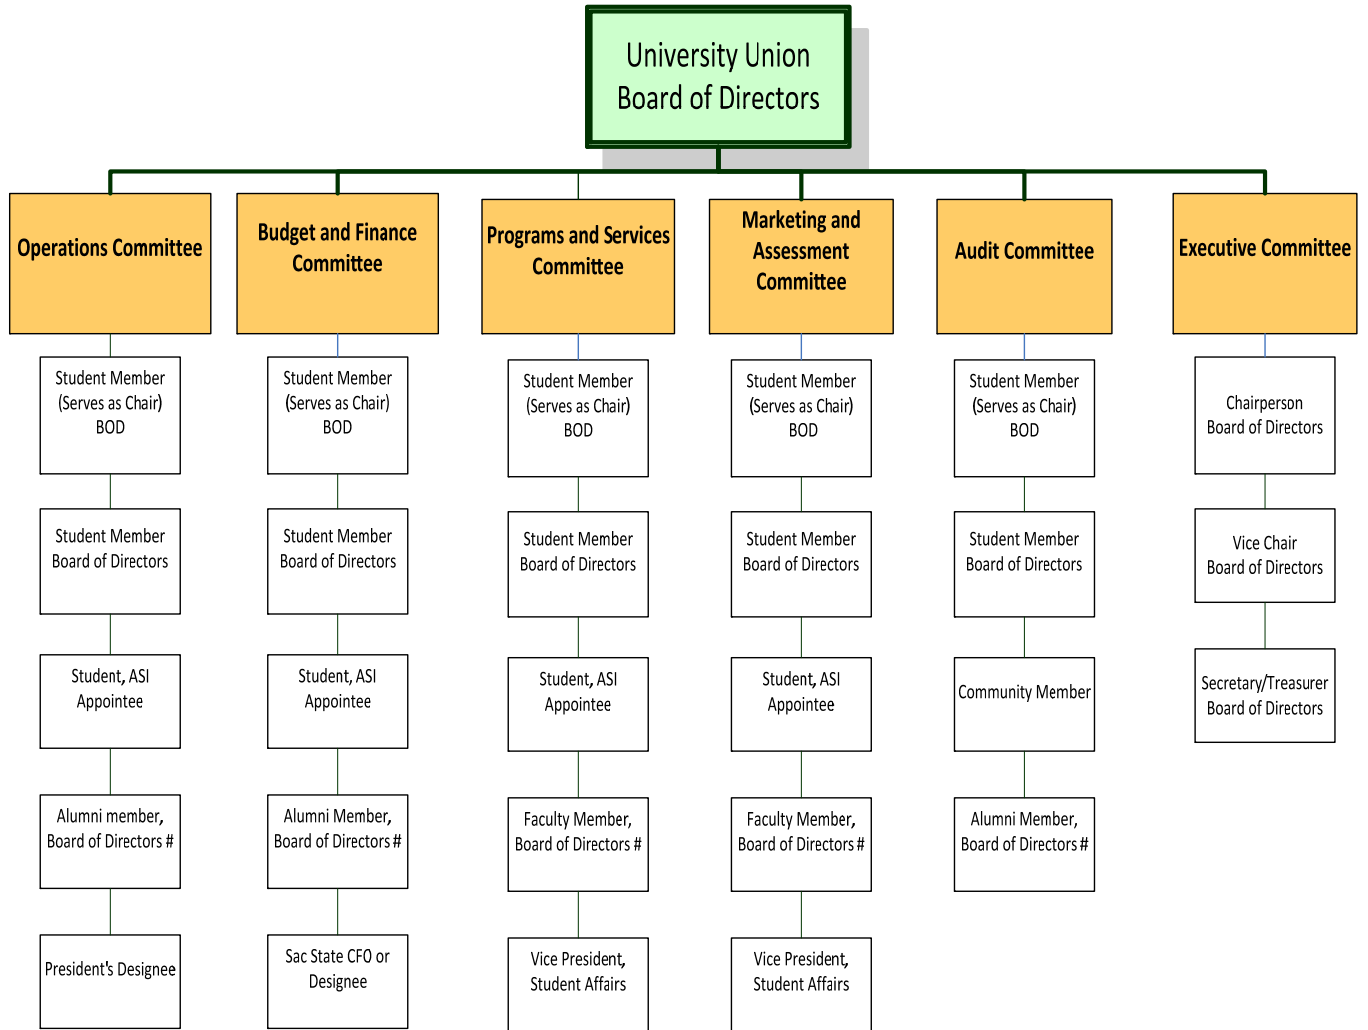 University Union
Board of Directors
Operations Committee
Budget and Finance
Committee
Programs and Services
Committee
Marketing and
Assessment
Committee
Audit Committee
Executive Committee
Student Member
(Serves as Chair)
BOD
Student Member
Board of Directors
Student, ASI
Appointee
Alumni member,
Board of Directors #
President's Designee
Student Member
(Serves as Chair)
BOD
Student Member
Board of Directors
Student, ASI
Appointee
Alumni Member,
Board of Directors #
Sac State CFO or
Designee
Student Member
(Serves as Chair)
BOD
Student Member
Board of Directors
Student, ASI
Appointee
Faculty Member,
Board of Directors #
Vice President,
Student Affairs
Student Member
(Serves as Chair)
BOD
Student Member
Board of Directors
Student, ASI
Appointee
Faculty Member,
Board of Directors #
Vice President,
Student Affairs
Student Member
(Serves as Chair)
BOD
Student Member
Board of Directors
Community Member
Alumni Member,
Board of Directors #
Chairperson
Board of Directors
Vice Chair
Board of Directors
Secretary/Treasurer
Board of Directors